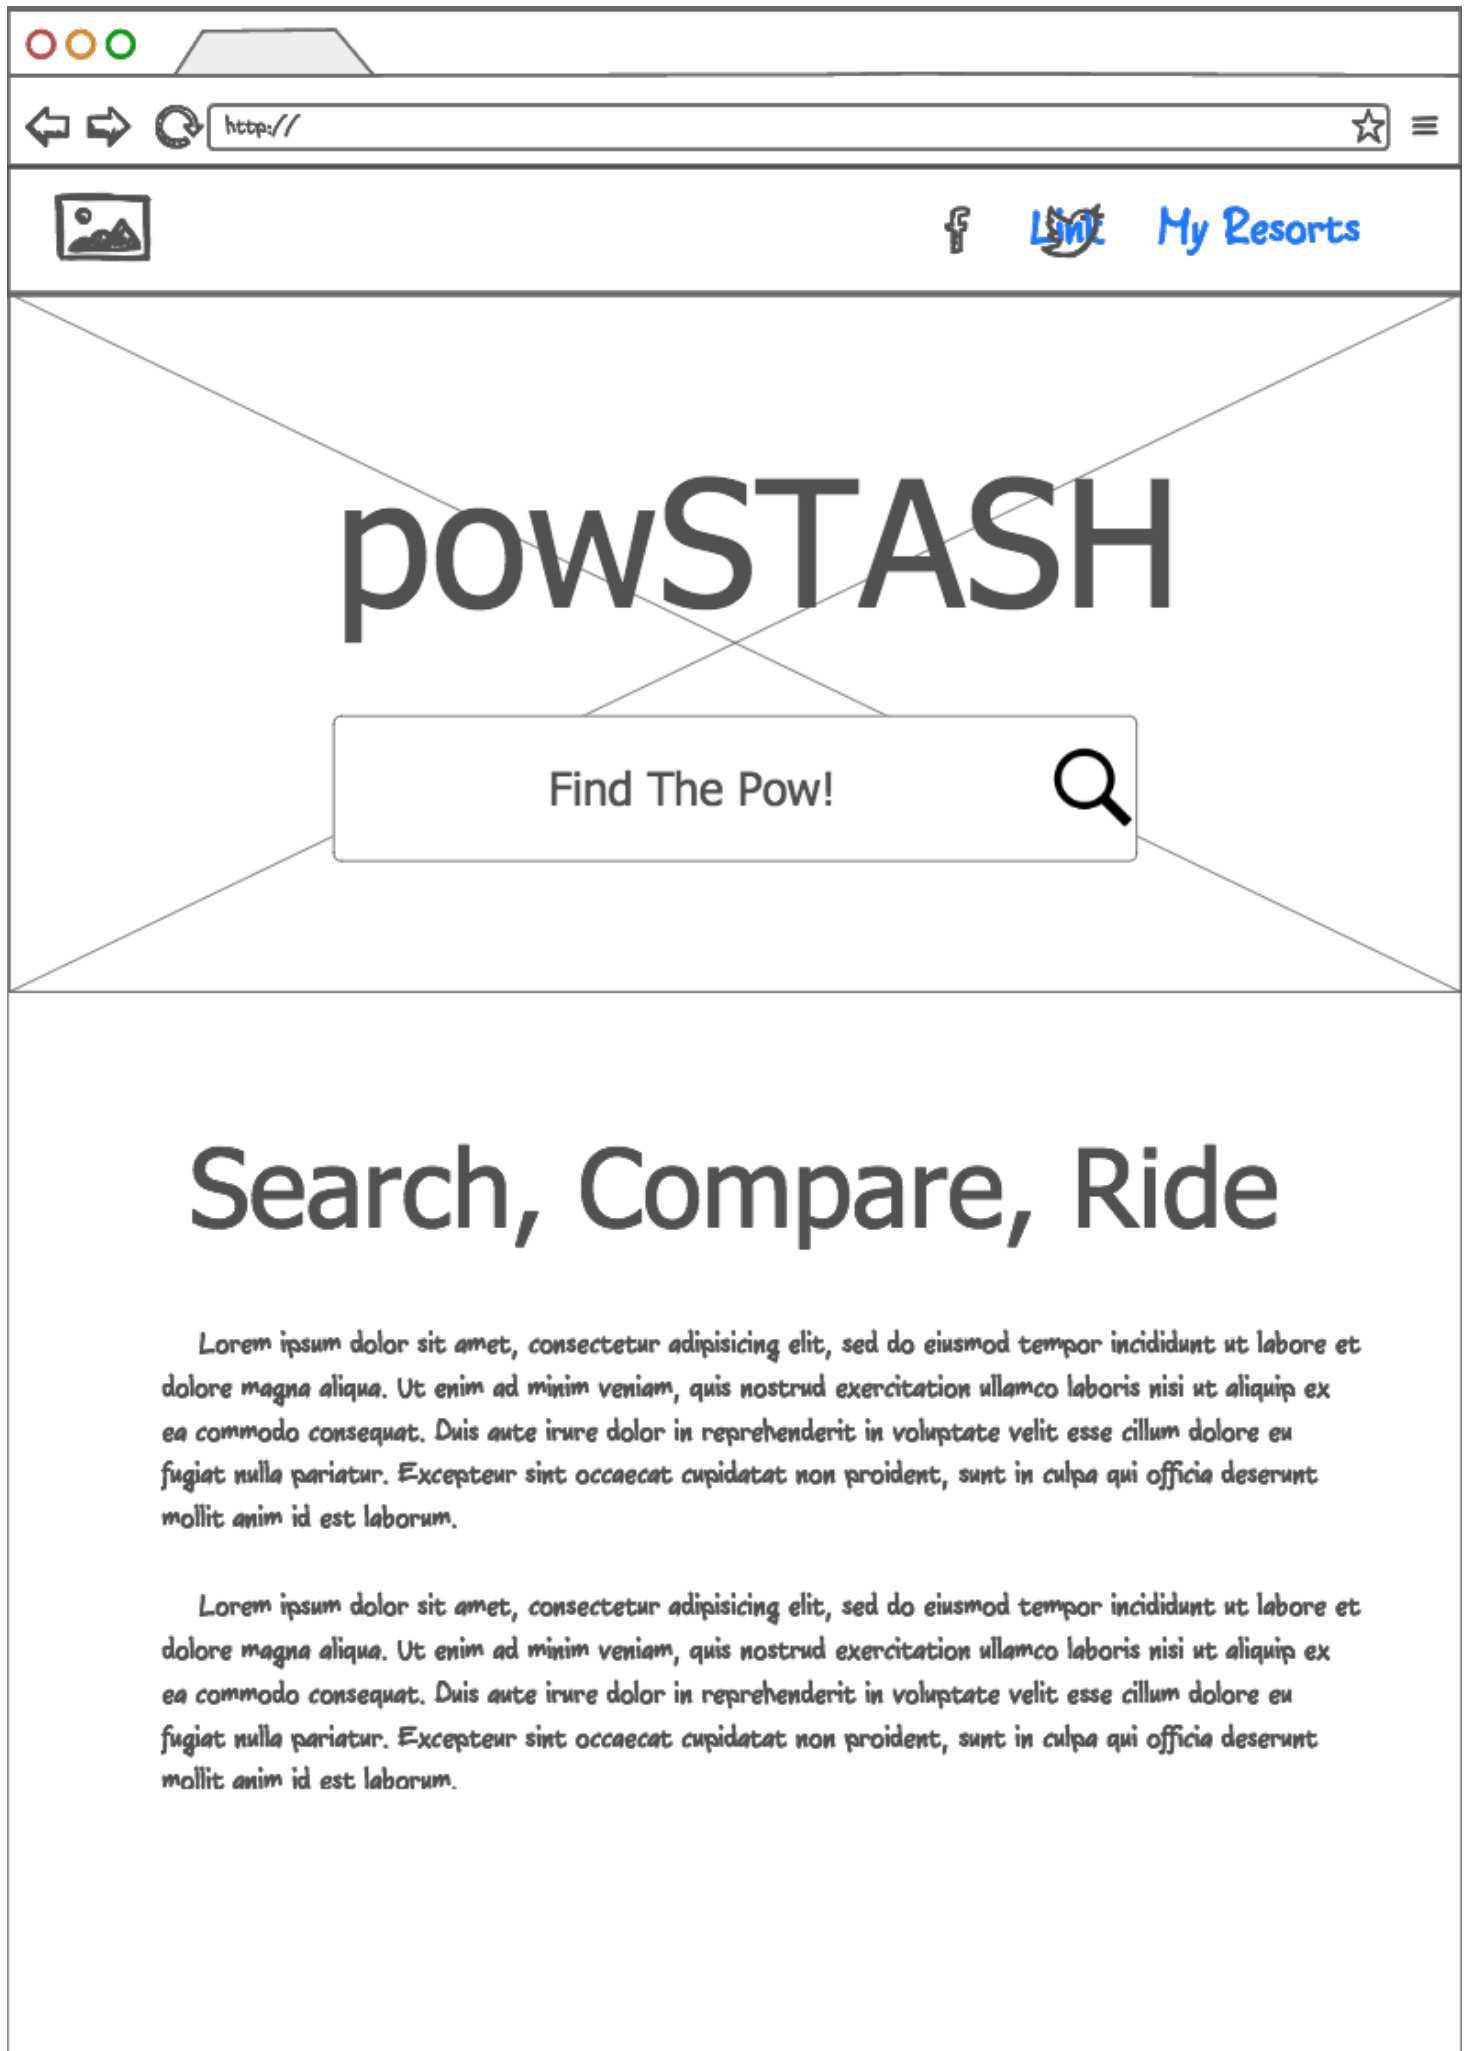 http://
Link My Resorts
powSTASH
Find The Pow!
Search, Compare, Ride
Lorem ipsum dolor sit amet, consectetur adipisicing elit, sed do eiusmod tempor incididunt ut labore et
dolore magna aliqua. Ut enim ad minim veniam, quis nostrud exercitation ullamco laboris nisi ut aliquip ex
ea commodo consequat. Duis aute irure dolor in reprehenderit in voluptate velit esse cillum dolore eu
fugiat nulla pariatur. Excepteur sint occaecat cupidatat non proident, sunt in culpa qui officia deserunt
mollit anim id est laborum.
Lorem ipsum dolor sit amet, consectetur adipisicing elit, sed do eiusmod tempor incididunt ut labore et
dolore magna aliqua. Ut enim ad minim veniam, quis nostrud exercitation ullamco laboris nisi ut aliquip ex
ea commodo consequat. Duis aute irure dolor in reprehenderit in voluptate velit esse cillum dolore eu
fugiat nulla pariatur. Excepteur sint occaecat cupidatat non proident, sunt in culpa qui officia deserunt
mollit anim id est laborum.